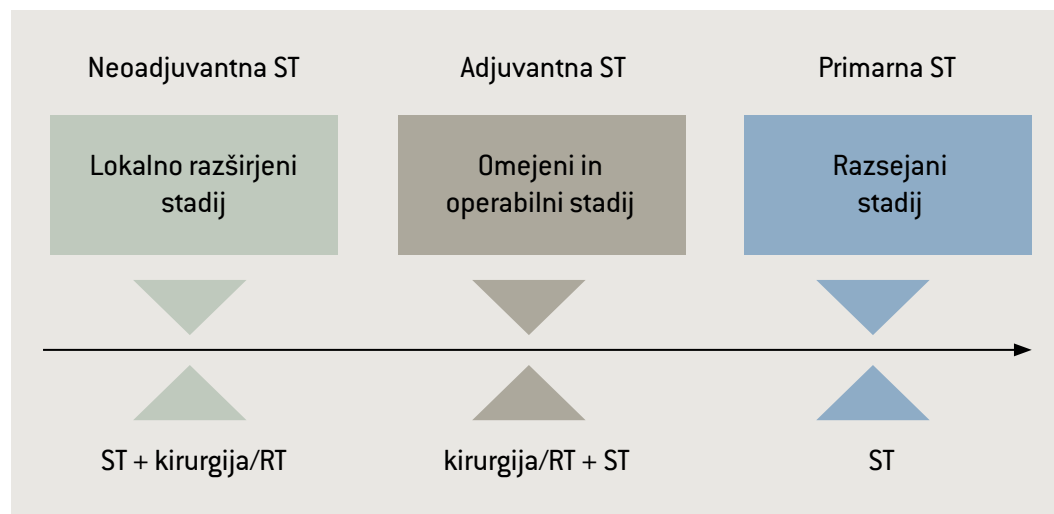 Neoadjuvantna ST
Adjuvantna ST
Primarna ST
Lokalno razširjeni
stadij
Omejeni in
operabilni stadij
Razsejani
stadij
ST + kirurgija/RT
kirurgija/RT + ST
ST